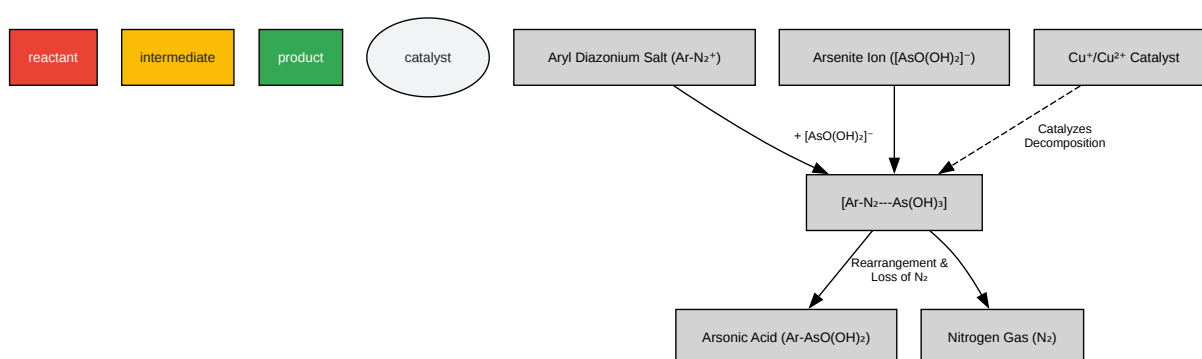 reactant
intermediate
product
catalyst
Aryl Diazonium Salt (Ar-N₂⁺)
Arsenite Ion ([AsO(OH)₂]⁻)
Cu⁺/Cu²⁺ Catalyst
+ [AsO(OH)₂]⁻
Catalyzes
Decomposition
[Ar-N₂---As(OH)₃]
Rearrangement &
Loss of N₂
Arsonic Acid (Ar-AsO(OH)₂)
Nitrogen Gas (N₂)